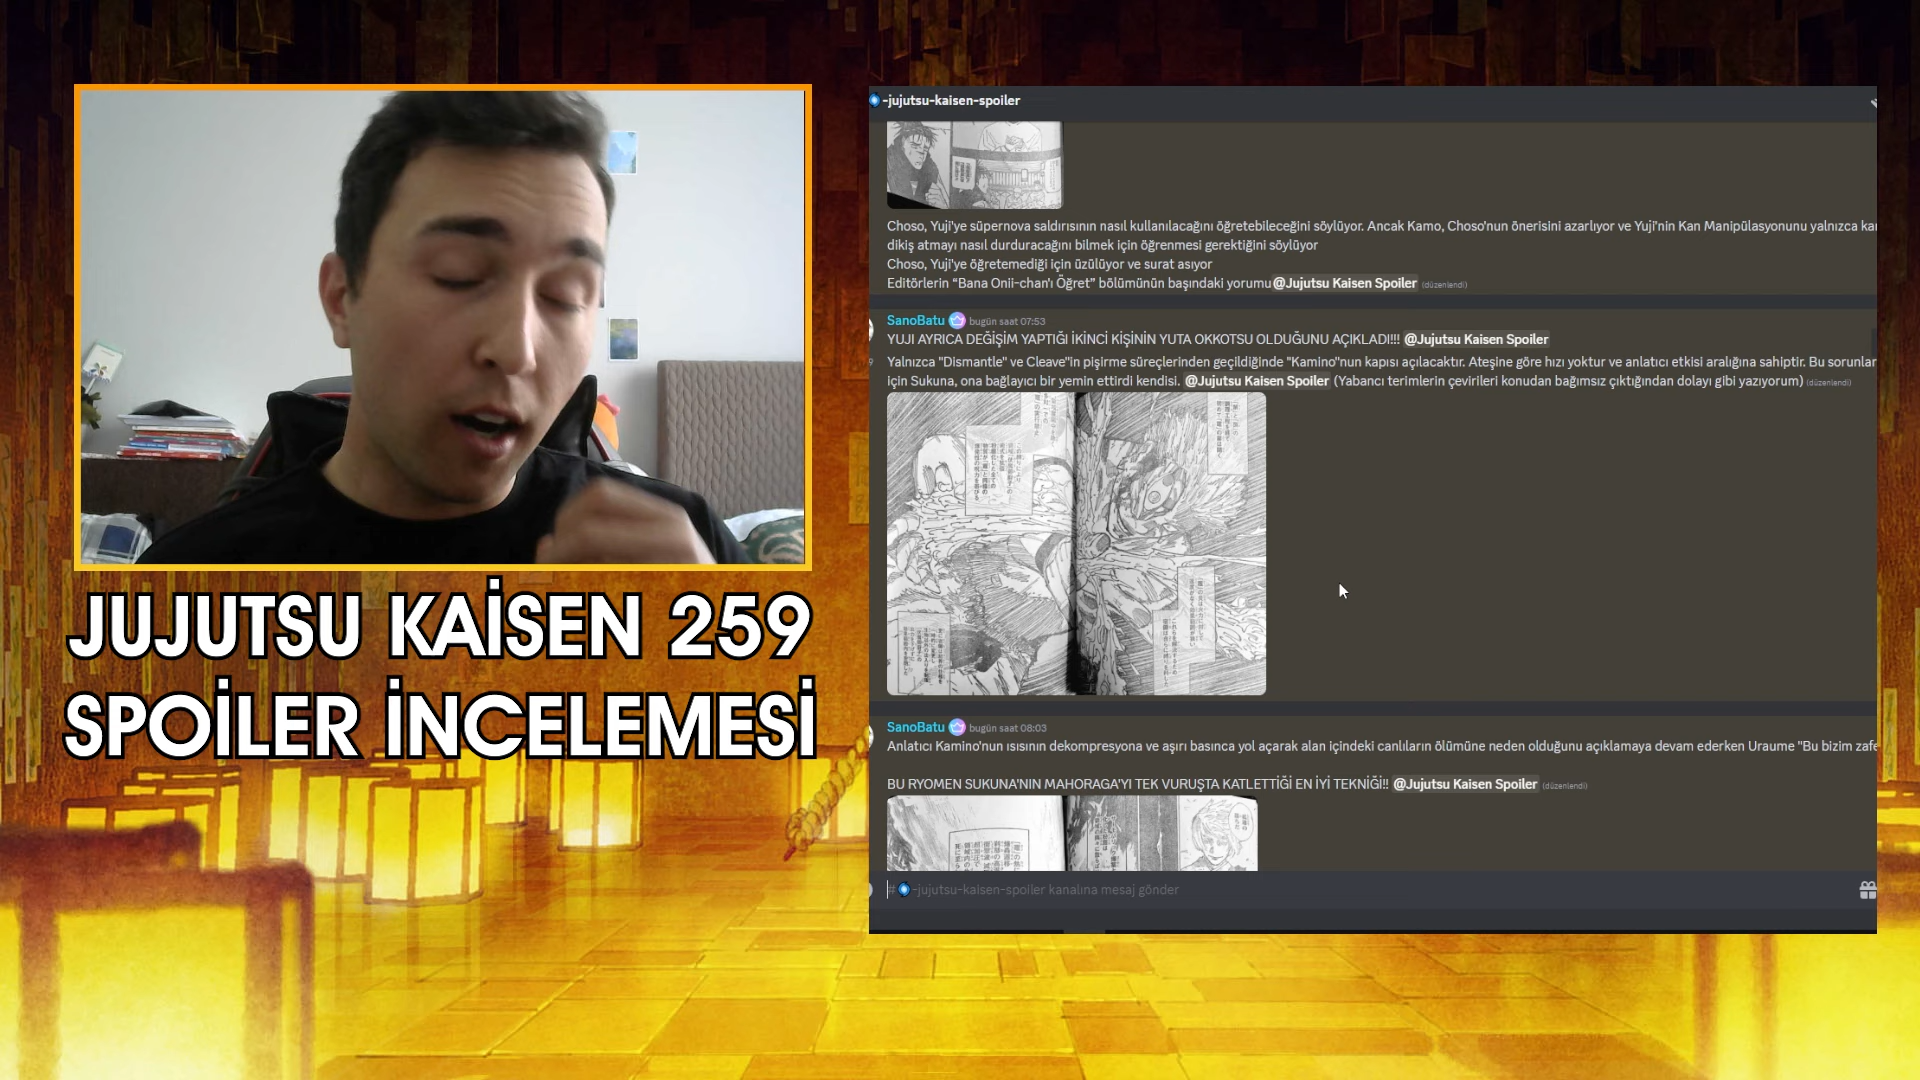 JUJUTSU KAİSEN 259
SPOİLER İNCELEMESİ
-jujutsu-kaisen-spoiler
Choso, Yuji'ye süpernova saldırısının nasıl kullanılacağını öğretebileceğini söylüyor. Ancak Kamo, Choso'nun önerisini azarlıyor ve Yuji'nin Kan Manipülasyonunu yalnızca
dikiş atmayı nasıl durduracağını bilmek için öğrenmesi gerektiğini söylüyor
Choso, Yuji'ye öğretemediği için üzülüyor ve surat asıyor
Editörlerin “Bana Onii-chan'ı Öğret” bölümünün başındaki yorumu @Jujutsu Kaisen Spoiler (düzenlendi)
SanoBatu bugün saat 07:53
YUJI AYRICA DEĞİŞİM YAPTIĞI İKİNCİ KİŞİNİN YUTA OKKOTSU OLDUĞUNU AÇIKLADI!!! @Jujutsu Kaisen Spoiler
Yalnızca "Dismantle" ve Cleave"in pişirme süreçlerinden geçildiğinde "Kamino"nun kapısı açılacaktır. Ateşine göre hızı yoktur ve anlatıcı etkisi aralığına sahiptir. Bu sorunlar
için Sukuna, ona bağlayıcı bir yemin ettirdi kendisi. @Jujutsu Kaisen Spoiler (Yabancı terimlerin çevirileri konudan bağımsız çıktığından dolayı gibi yazıyorum) (düzenlendi)
SanoBatu bugün saat 08:03
Anlatıcı Kamino'nun ısısının dekompresyona ve aşırı basınca yol açarak alan içindeki canlıların ölümüne neden olduğunu açıklamaya devam ederken Uraume "Bu bizim
BU RYOMEN SUKUNA'NIN MAHORAGA'YI TEK VURUŞTA KATLETTİĞİ EN İYİ TEKNİĞİ!! @Jujutsu Kaisen Spoiler (düzenlendi)
#-jujutsu-kaisen-spoiler kanalına mesaj gönder